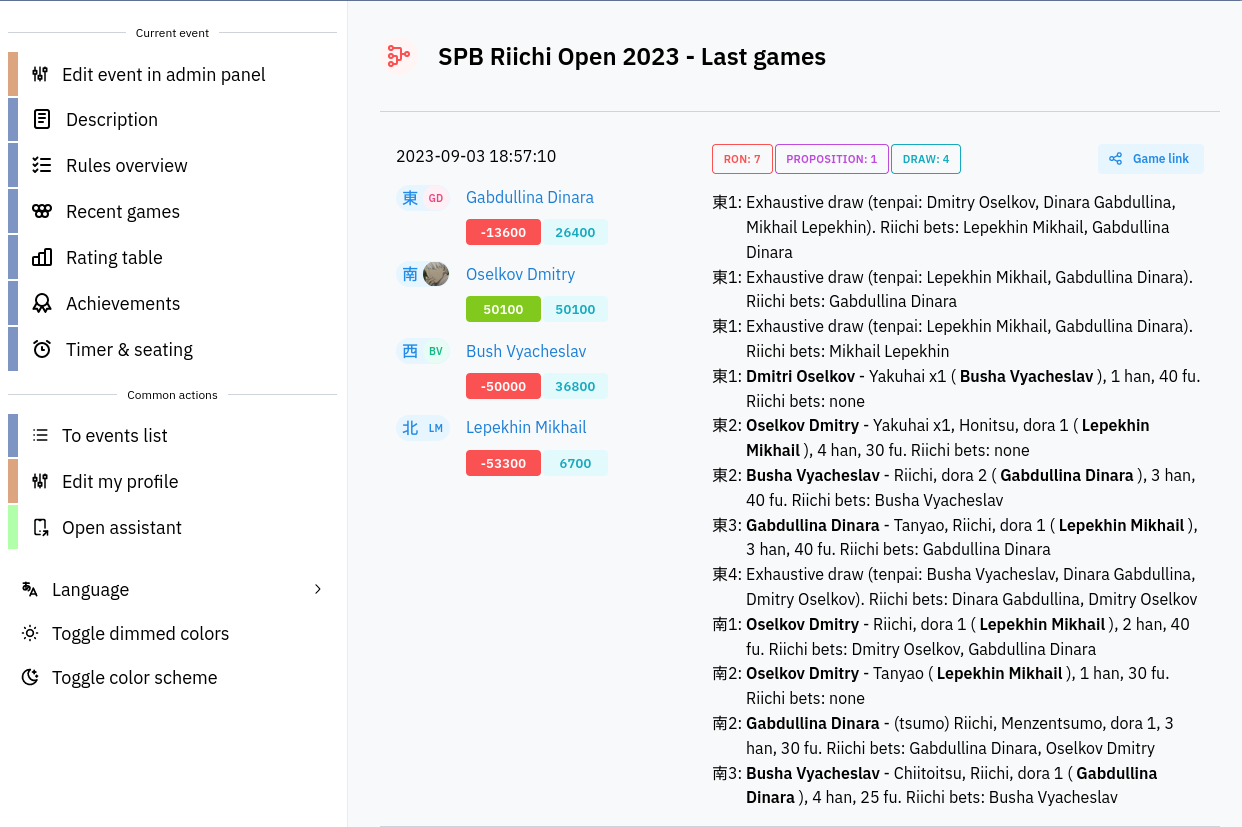 Current event
Edit event in admin panel
Description
Rules overview
Recent games
Rating table
Achievements
Timer & seating
Common actions
To events list
Edit my profile
Open assistant
Language
Toggle dimmed colors
Toggle color scheme
SPB Riichi Open 2023 - Last games
2023-09-03 18:57:10
東 GD Gabdullina Dinara
-13600 26400
南 Oselkov Dmitry
50100 50100
西 BV Bush Vyacheslav
-50000 36800
北 LM Lepekhin Mikhail
-53300 6700
RON: 7 PROPOSITION: 1 DRAW: 4 Game link
東1: Exhaustive draw (tenpai: Dmitry Oselkov, Dinara Gabdullina,
Mikhail Lepekhin). Riichi bets: Lepekhin Mikhail, Gabdullina
Dinara
東1: Exhaustive draw (tenpai: Lepekhin Mikhail, Gabdullina Dinara).
Riichi bets: Gabdullina Dinara
東1: Exhaustive draw (tenpai: Lepekhin Mikhail, Gabdullina Dinara).
Riichi bets: Mikhail Lepekhin
東1: Dmitri Oselkov - Yakuhai x1 ( Busha Vyacheslav ), 1 han, 40 fu.
Riichi bets: none
東2: Oselkov Dmitry - Yakuhai x1, Honitsu, dora 1 ( Lepekhin
Mikhail ), 4 han, 30 fu. Riichi bets: none
東2: Busha Vyacheslav - Riichi, dora 2 ( Gabdullina Dinara ), 3 han,
40 fu. Riichi bets: Busha Vyacheslav
東3: Gabdullina Dinara - Tanyao, Riichi, dora 1 ( Lepekhin Mikhail ),
3 han, 40 fu. Riichi bets: Gabdullina Dinara
東4: Exhaustive draw (tenpai: Busha Vyacheslav, Dinara Gabdullina,
Dmitry Oselkov). Riichi bets: Dinara Gabdullina, Dmitry Oselkov
南1: Oselkov Dmitry - Riichi, dora 1 ( Lepekhin Mikhail ), 2 han, 40
fu. Riichi bets: Dmitry Oselkov, Gabdullina Dinara
南2: Oselkov Dmitry - Tanyao ( Lepekhin Mikhail ), 1 han, 30 fu.
Riichi bets: none
南2: Gabdullina Dinara - (tsumo) Riichi, Menzentsumo, dora 1, 3
han, 30 fu. Riichi bets: Gabdullina Dinara, Oselkov Dmitry
南3: Busha Vyacheslav - Chiitoitsu, Riichi, dora 1 ( Gabdullina
Dinara ), 4 han, 25 fu. Riichi bets: Busha Vyacheslav